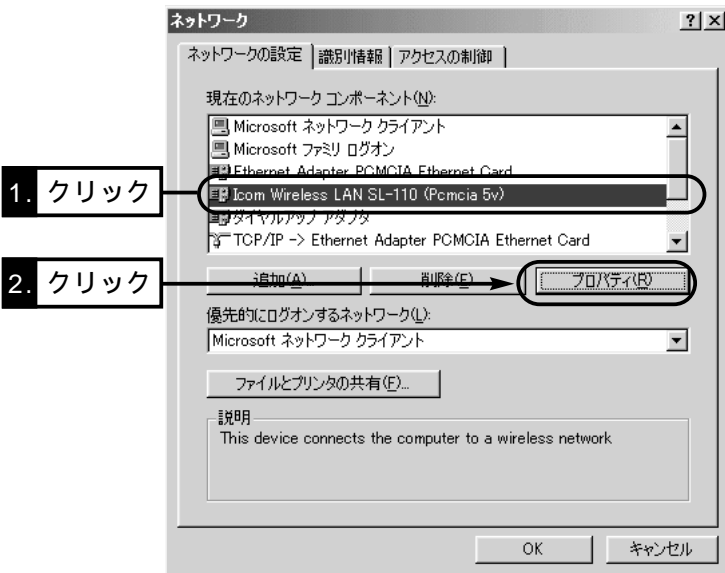 ネットワーク
ネットワークの設定 識別情報 アクセスの制御
現在のネットワーク コンポーネント(N):
Microsoft ネットワーク クライアント
Microsoft ファミリ ログオン
Ethernet Adapter PCMCIA Ethernet Card
1. クリック
Icom Wireless LAN SL-110 (Pcmcia 5v)
ダイヤルアップ アダプタ
TCP/IP -> Ethernet Adapter PCMCIA Ethernet Card
2. クリック
追加(A)... 削除(E) プロパティ(R)
優先的にログオンするネットワーク(L):
Microsoft ネットワーク クライアント
ファイルとプリンタの共有(F)...
説明
This device connects the computer to a wireless network
OK キャンセル